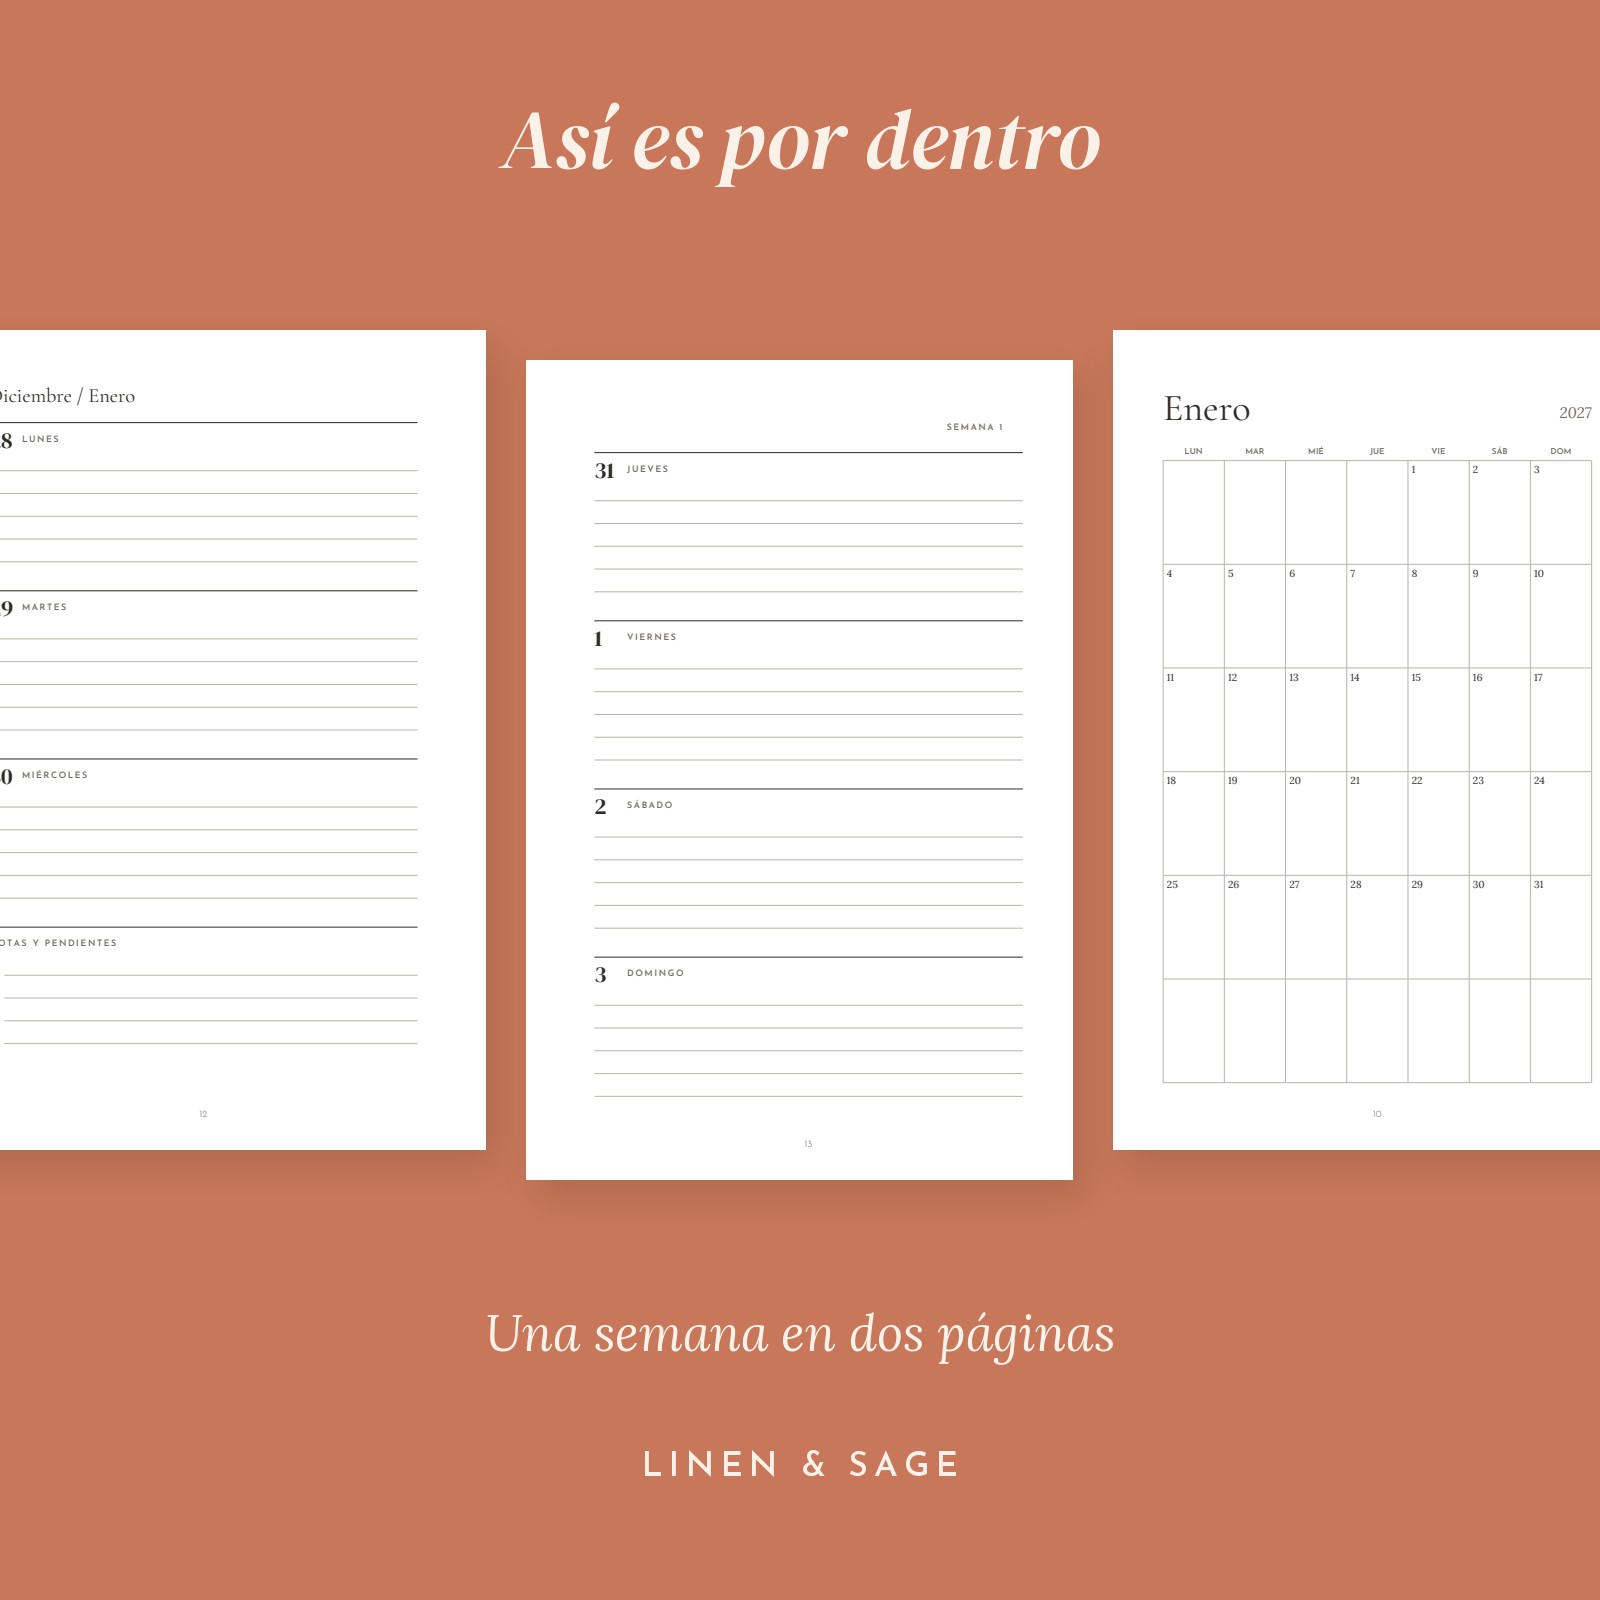 Así es por dentro
Diciembre / Enero
8 LUNES
9 MARTES
0 MIÉRCOLES
OTAS Y PENDIENTES
12
SEMANA 1
31 JUEVES
1 VIERNES
2 SÁBADO
3 DOMINGO
13
Enero 2027
LUN MAR MIÉ JUE VIE SÁB DOM
1 2 3
4 5 6 7 8 9 10
11 12 13 14 15 16 17
18 19 20 21 22 23 24
25 26 27 28 29 30 31
10
Una semana en dos páginas
LINEN & SAGE